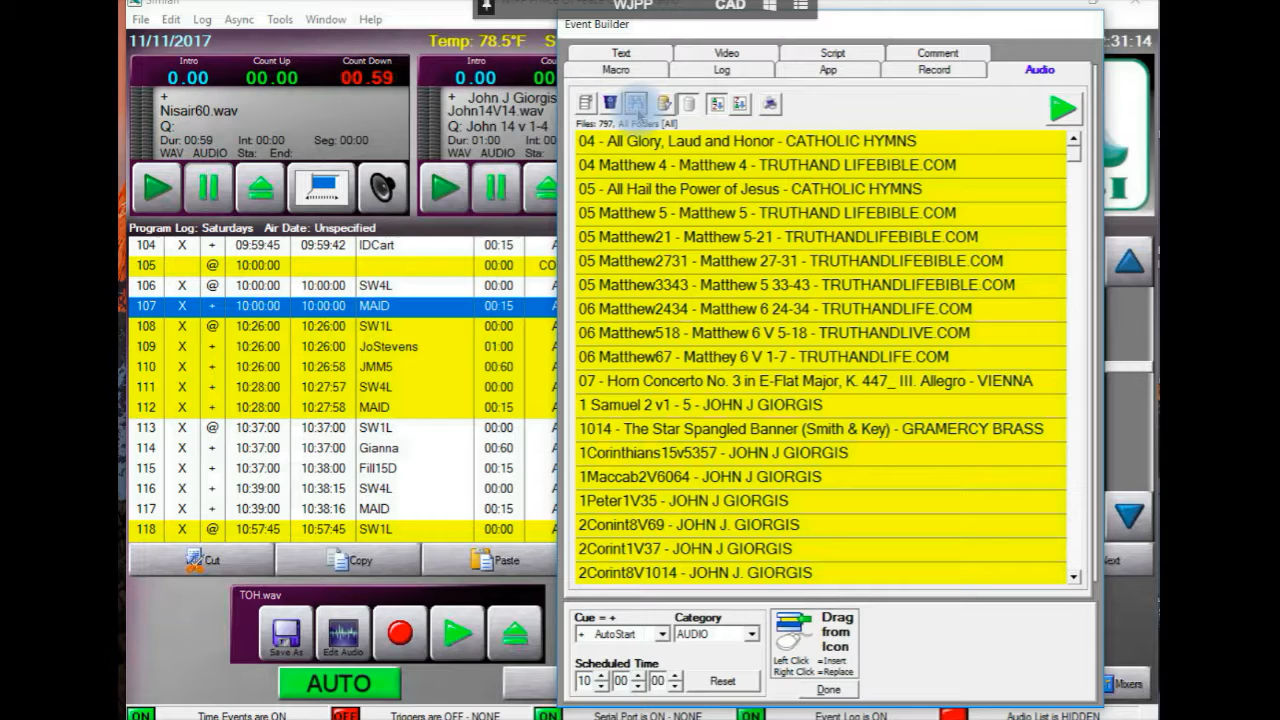 WJPP CAD
Simian
File Edit Log Async Tools Window Help
11/11/2017 Temp: 78.5°F S :31:14
Intro Count Up Count Down Intro
0.00 00.00 00.59 0.00 00
+
Nisair60.wav
Q:
Dur: 00:59 Int: 00:00 Seg: 00:00
WAV AUDIO Sta: End:
+ John J Giorgis
John14V14.wav
Q: John 14 v 1-4
Dur: 01:00 Int: 00:00
WAV AUDIO Sta:
Program Log: Saturdays Air Date: Unspecified
104 X + 09:59:45 09:59:42 IDCart 00:15 A
105 @ 10:00:00 00:00 CO
106 X @ 10:00:00 10:00:00 SW4L 00:00 A
107 X + 10:00:00 10:00:00 MAID 00:15 A
108 X @ 10:26:00 10:26:00 SW1L 00:00 A
109 X + 10:26:00 10:26:00 JoStevens 01:00 A
110 X + 10:26:00 10:26:58 JMM5 00:60 A
111 X + 10:28:00 10:27:57 SW4L 00:00 A
112 X + 10:28:00 10:27:58 MAID 00:15 A
113 X @ 10:37:00 10:37:00 SW1L 00:00 A
114 X + 10:37:00 10:37:00 Gianna 00:60 A
115 X + 10:37:00 10:38:00 Fill15D 00:15 A
116 X + 10:39:00 10:38:15 SW4L 00:00 A
117 X + 10:39:00 10:38:16 MAID 00:15 A
118 X @ 10:57:45 10:57:45 SW1L 00:00 A
Cut Copy Paste Next
TOH.wav
Save As Edit Audio
AUTO
Mixers
ON Time Events are ON OFF Triggers are OFF - NONE ON Serial Port is ON - NONE ON Event Log is ON Audio List is HIDDEN
Event Builder
Text Video Script Comment
Macro Log App Record Audio
Files: 797, All Folders [All]
04 - All Glory, Laud and Honor - CATHOLIC HYMNS
04 Matthew 4 - Matthew 4 - TRUTHAND LIFEBIBLE.COM
05 - All Hail the Power of Jesus - CATHOLIC HYMNS
05 Matthew 5 - Matthew 5 - TRUTHAND LIFEBIBLE.COM
05 Matthew21 - Matthew 5-21 - TRUTHANDLIFEBIBLE.COM
05 Matthew2731 - Matthew 27-31 - TRUTHANDLIFEBIBLE.COM
05 Matthew3343 - Matthew 5 33-43 - TRUTHANDLIFEBIBLE.COM
06 Matthew2434 - Matthew 6 24-34 - TRUTHANDLIFE.COM
06 Matthew518 - Matthew 6 V 5-18 - TRUTHANDLIVE.COM
06 Matthew67 - Matthey 6 V 1-7 - TRUTHANDLIFE.COM
07 - Horn Concerto No. 3 in E-Flat Major, K. 447_ III. Allegro - VIENNA
1 Samuel 2 v1 - 5 - JOHN J GIORGIS
1014 - The Star Spangled Banner (Smith & Key) - GRAMERCY BRASS
1Corinthians15v5357 - JOHN J GIORGIS
1Maccab2V6064 - JOHN J GIORGIS
1Peter1V35 - JOHN J GIORGIS
2Conint8V69 - JOHN J. GIORGIS
2Corint1V37 - JOHN J GIORGIS
2Corint8V1014 - JOHN J. GIORGIS
Cue = + Category
+ AutoStart AUDIO
Scheduled Time
10 00 00 Reset
Drag
from
Icon
Left Click =Insert
Right Click =Replace
Done